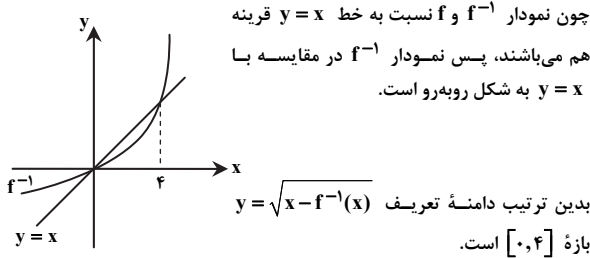 چون نمودار f⁻¹ و f نسبت به خط y = x قرینه
هم می‌باشند، پس نمودار f⁻¹ در مقایسه با
y = x به شکل روبه‌رو است.
y
x
۴
f⁻¹
y = x
بدین ترتیب دامنهٔ تعریف y = √(x − f⁻¹(x))
بازهٔ [۰,۴] است.